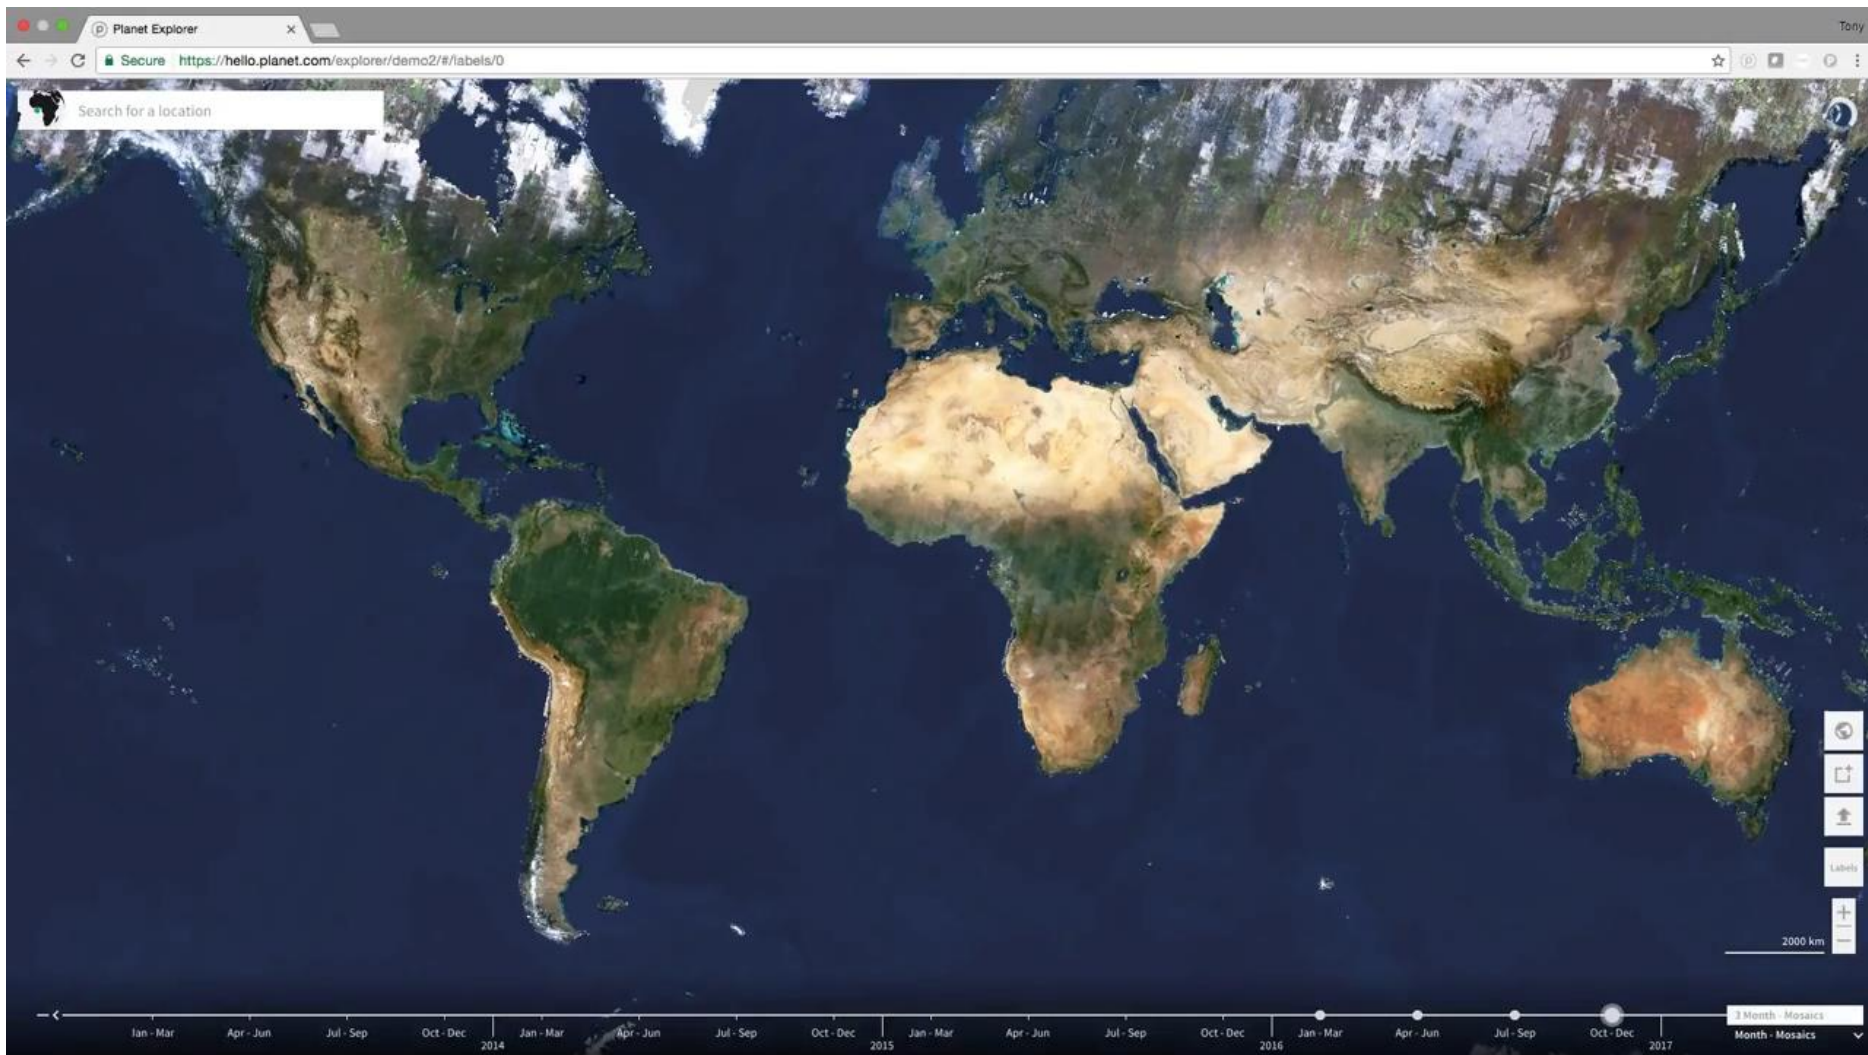 Planet Explorer
Tony
Secure https://hello.planet.com/explorer/demo2/#/labels/0
Search for a location
Labels
2000 km
3 Month - Mosaics
Month - Mosaics
Jan - Mar Apr - Jun Jul - Sep Oct - Dec Jan - Mar Apr - Jun Jul - Sep Oct - Dec Jan - Mar Apr - Jun Jul - Sep Oct - Dec Jan - Mar Apr - Jun Jul - Sep Oct - Dec
2014 2015 2016 2017